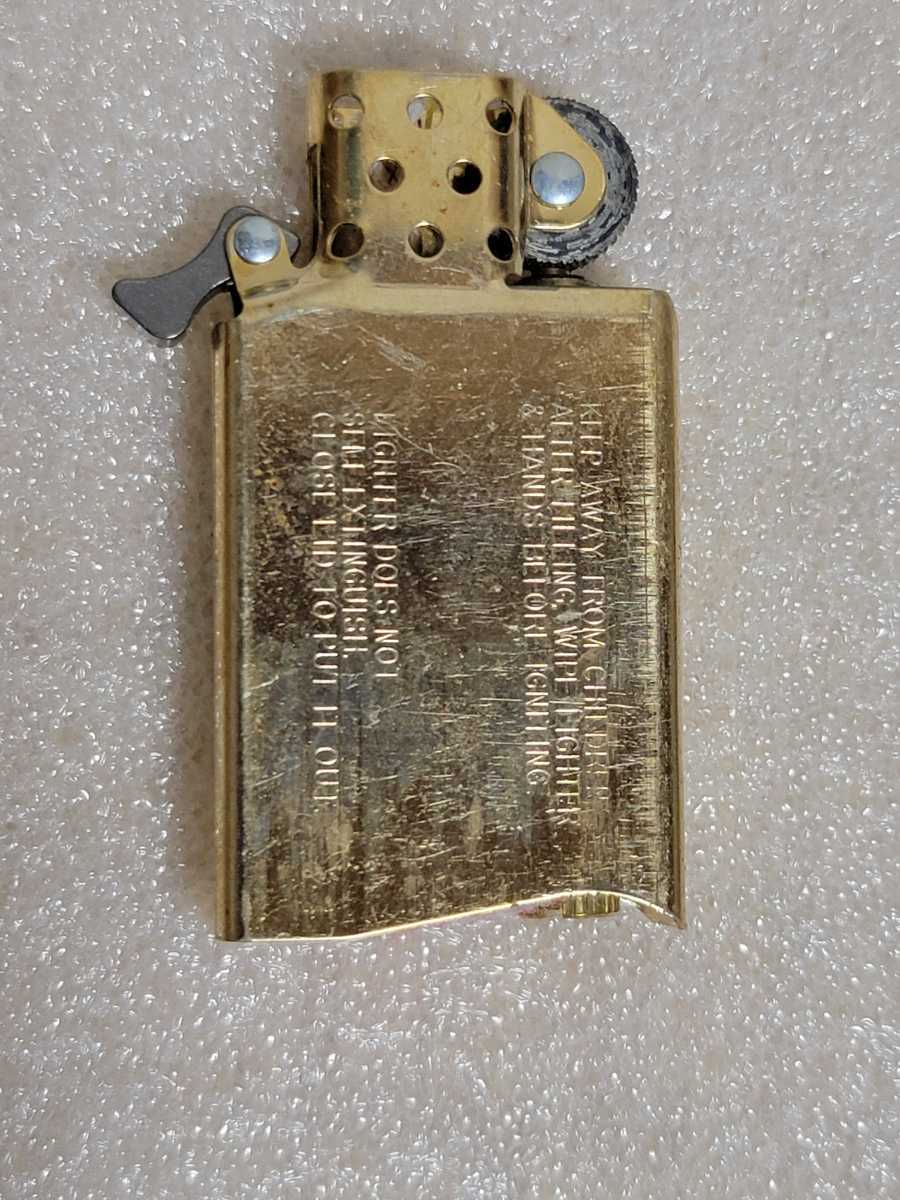 KEEP AWAY FROM CHILDREN
AFTER FILLING, WIPE LIGHTER
& HANDS BEFORE IGNITING
LIGHTER DOES NOT
SELF EXTINGUISH,
CLOSE LID TO PUT IT OUT